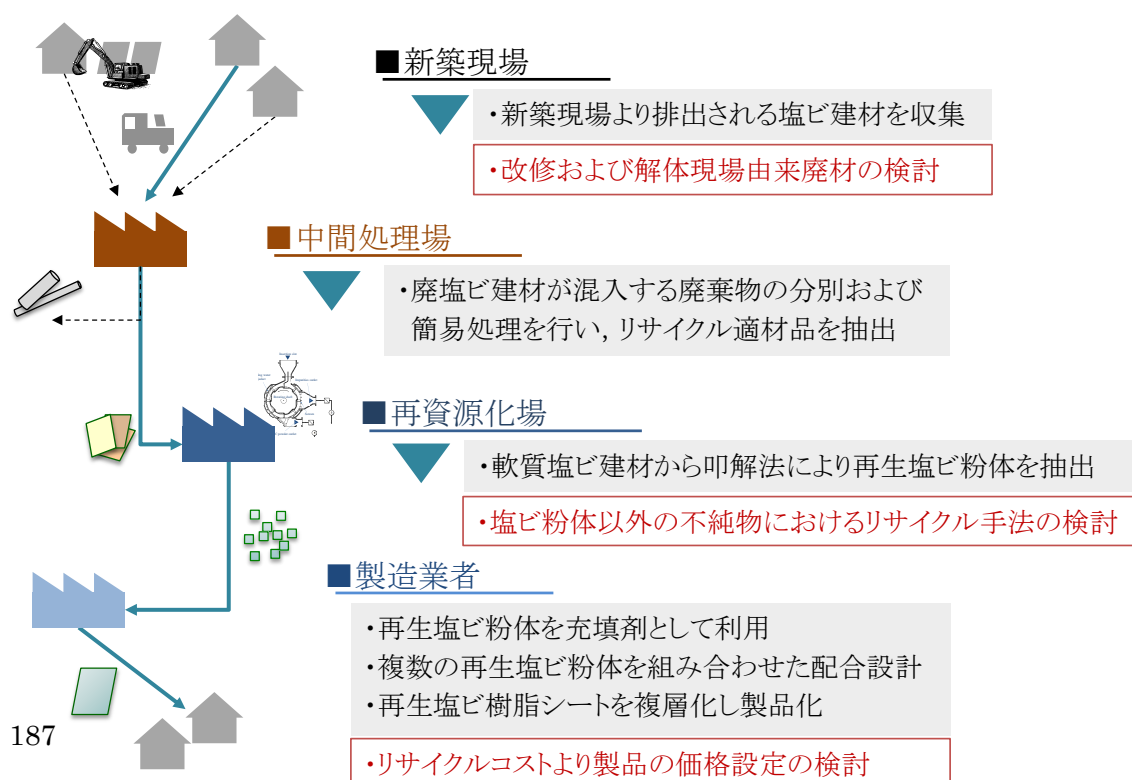 ■新築現場
・新築現場より排出される塩ビ建材を収集
・改修および解体現場由来廃材の検討
■中間処理場
・廃塩ビ建材が混入する廃棄物の分別および
簡易処理を行い，リサイクル適材品を抽出
■再資源化場
・軟質塩ビ建材から叩解法により再生塩ビ粉体を抽出
・塩ビ粉体以外の不純物におけるリサイクル手法の検討
■製造業者
・再生塩ビ粉体を充填剤として利用
・複数の再生塩ビ粉体を組み合わせた配合設計
・再生塩ビ樹脂シートを複層化し製品化
・リサイクルコストより製品の価格設定の検討
187